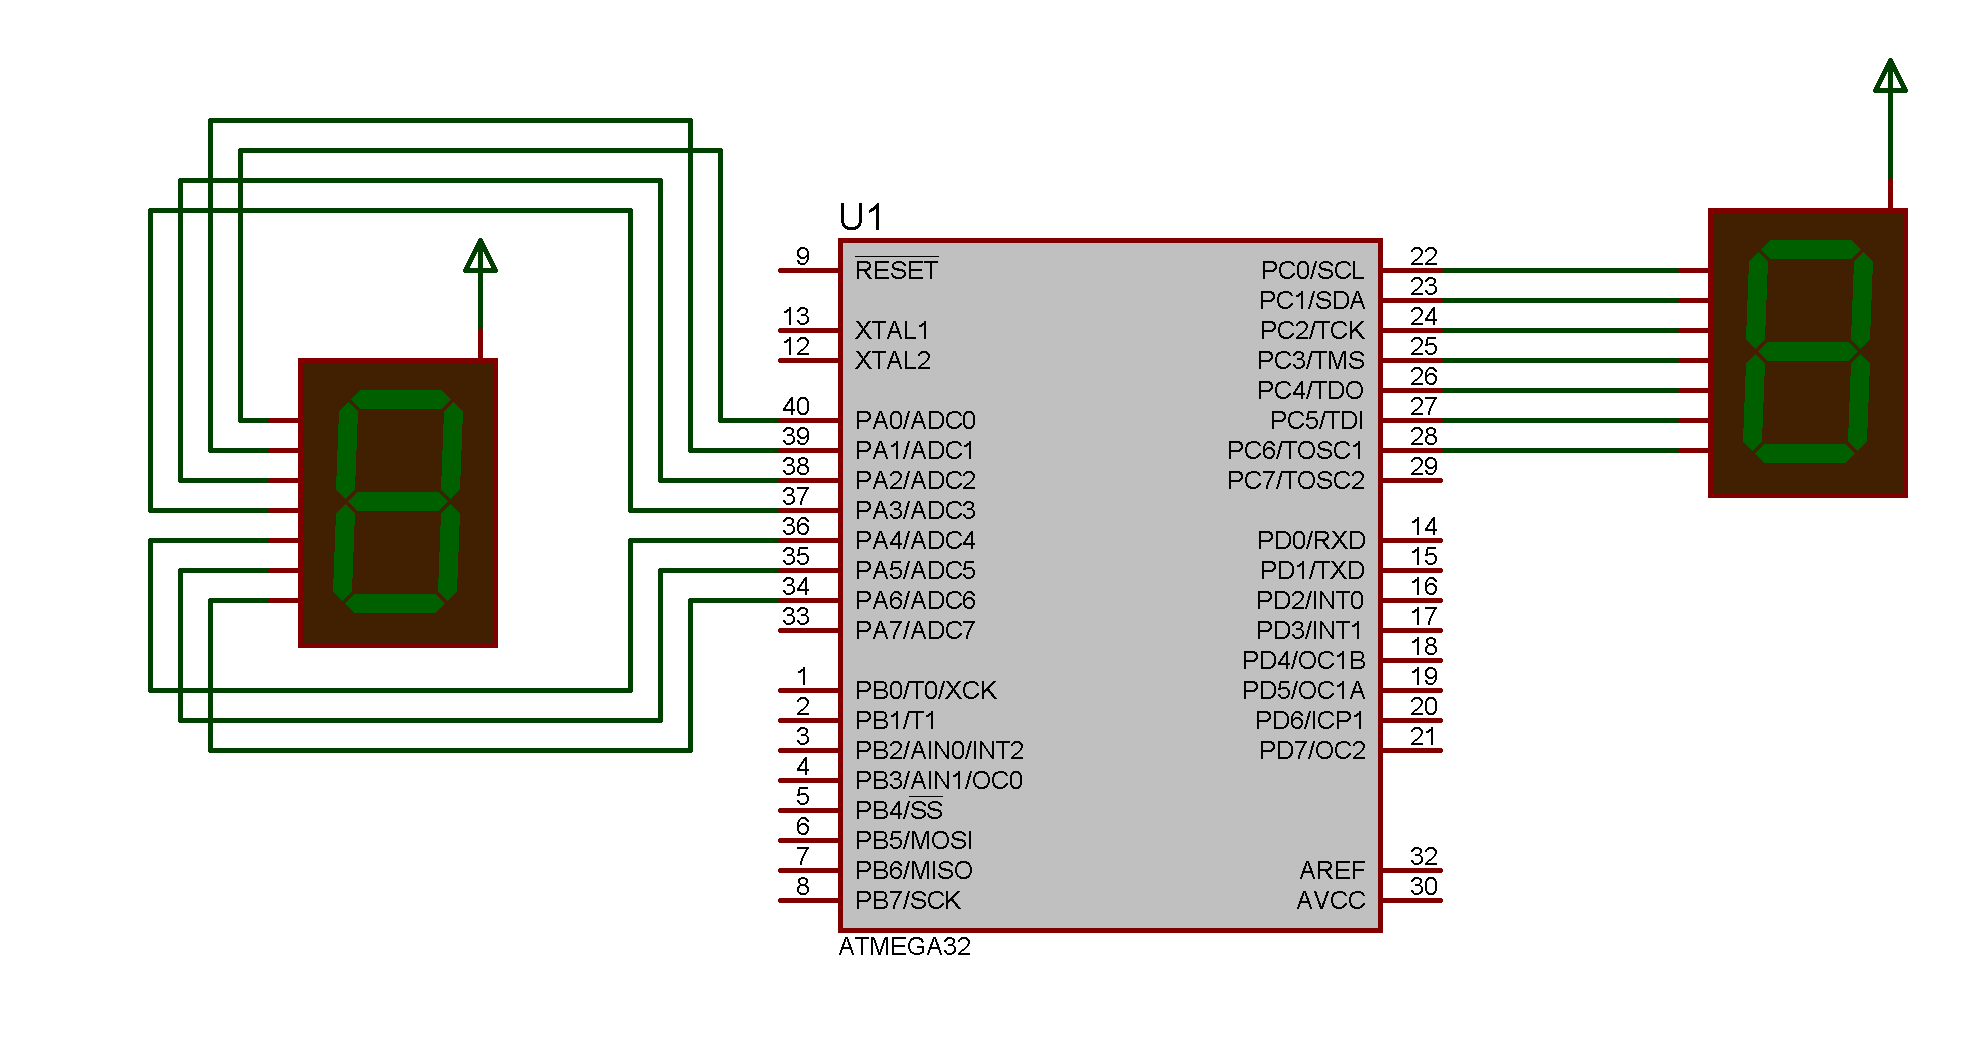 U1
9 RESET PC0/SCL 22
PC1/SDA 23
13 XTAL1 PC2/TCK 24
12 XTAL2 PC3/TMS 25
PC4/TDO 26
40 PA0/ADC0 PC5/TDI 27
39 PA1/ADC1 PC6/TOSC1 28
38 PA2/ADC2 PC7/TOSC2 29
37 PA3/ADC3
36 PA4/ADC4 PD0/RXD 14
35 PA5/ADC5 PD1/TXD 15
34 PA6/ADC6 PD2/INT0 16
33 PA7/ADC7 PD3/INT1 17
PD4/OC1B 18
1 PB0/T0/XCK PD5/OC1A 19
2 PB1/T1 PD6/ICP1 20
3 PB2/AIN0/INT2 PD7/OC2 21
4 PB3/AIN1/OC0
5 PB4/SS
6 PB5/MOSI
7 PB6/MISO AREF 32
8 PB7/SCK AVCC 30
ATMEGA32